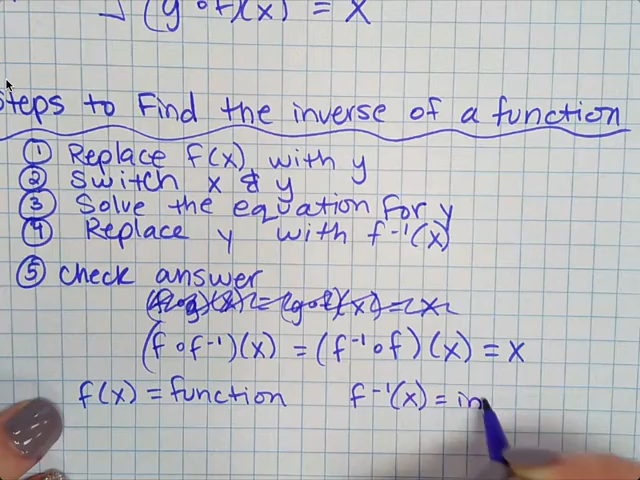 (g o f)(x) = x
Steps to Find the inverse of a function
① Replace f(x) with y
② Switch x & y
③ Solve the equation for y
④ Replace y with f⁻¹(x)
⑤ check answer
(f o f⁻¹)(x) = (f⁻¹ o f)(x) = x
f(x) = function f⁻¹(x) = in